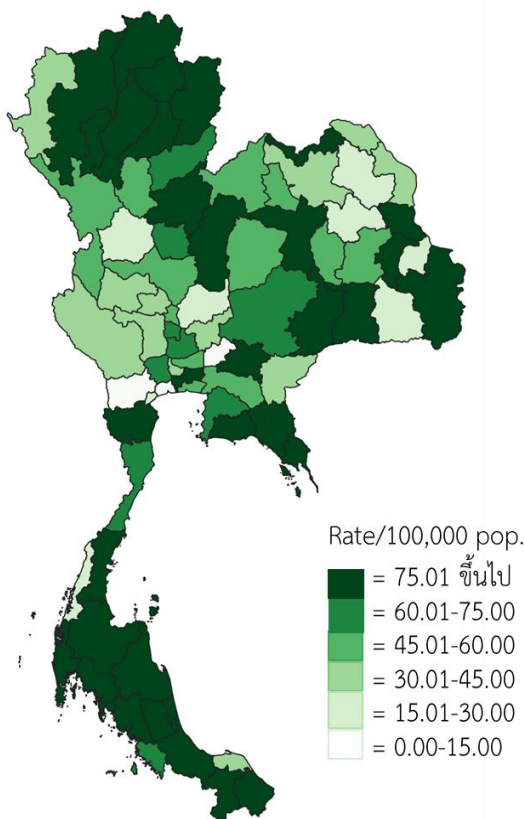 Rate/100,000 pop.
= 75.01 ขึ้นไป
= 60.01-75.00
= 45.01-60.00
= 30.01-45.00
= 15.01-30.00
= 0.00-15.00